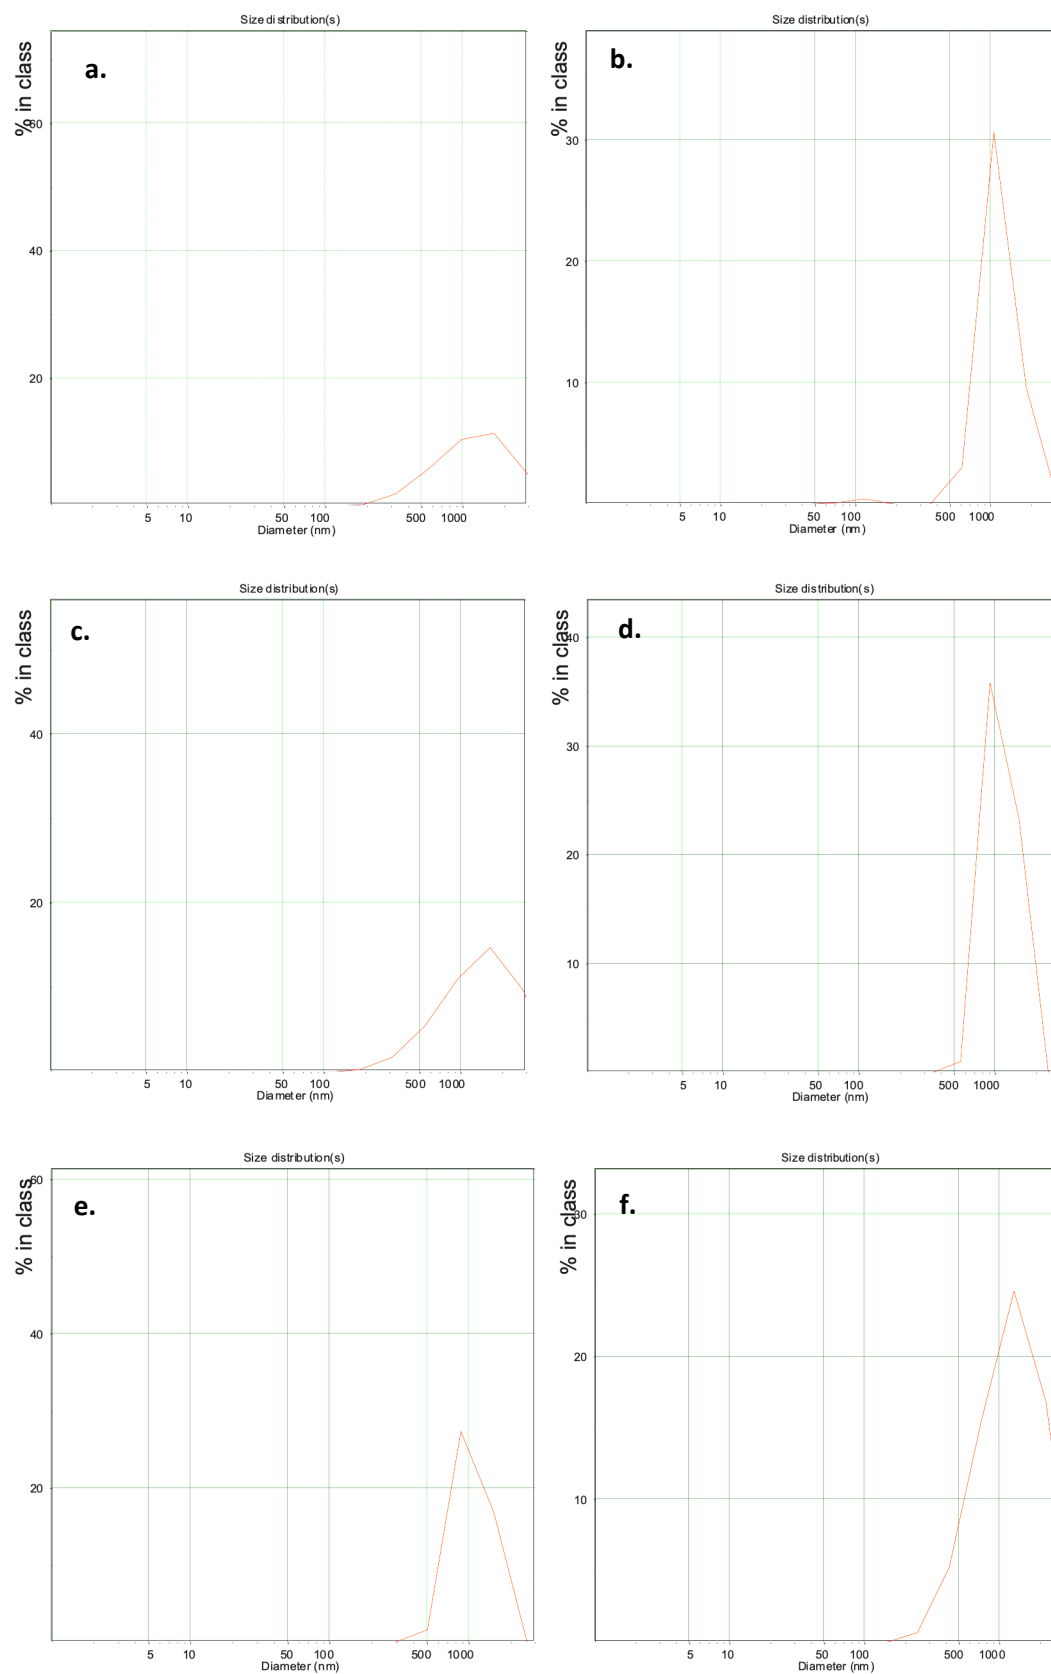 Size distribution(s)
a.
% in class
60
40
20
5 10 50 100 500 1000
Diameter (nm)
Size distribution(s)
b.
% in class
30
20
10
5 10 50 100 500 1000
Diameter (nm)
Size distribution(s)
c.
% in class
40
20
5 10 50 100 500 1000
Diameter (nm)
Size distribution(s)
d.
% in class
40
30
20
10
5 10 50 100 500 1000
Diameter (nm)
Size distribution(s)
e.
% in class
60
40
20
5 10 50 100 500 1000
Diameter (nm)
Size distribution(s)
f.
% in class
30
20
10
5 10 50 100 500 1000
Diameter (nm)